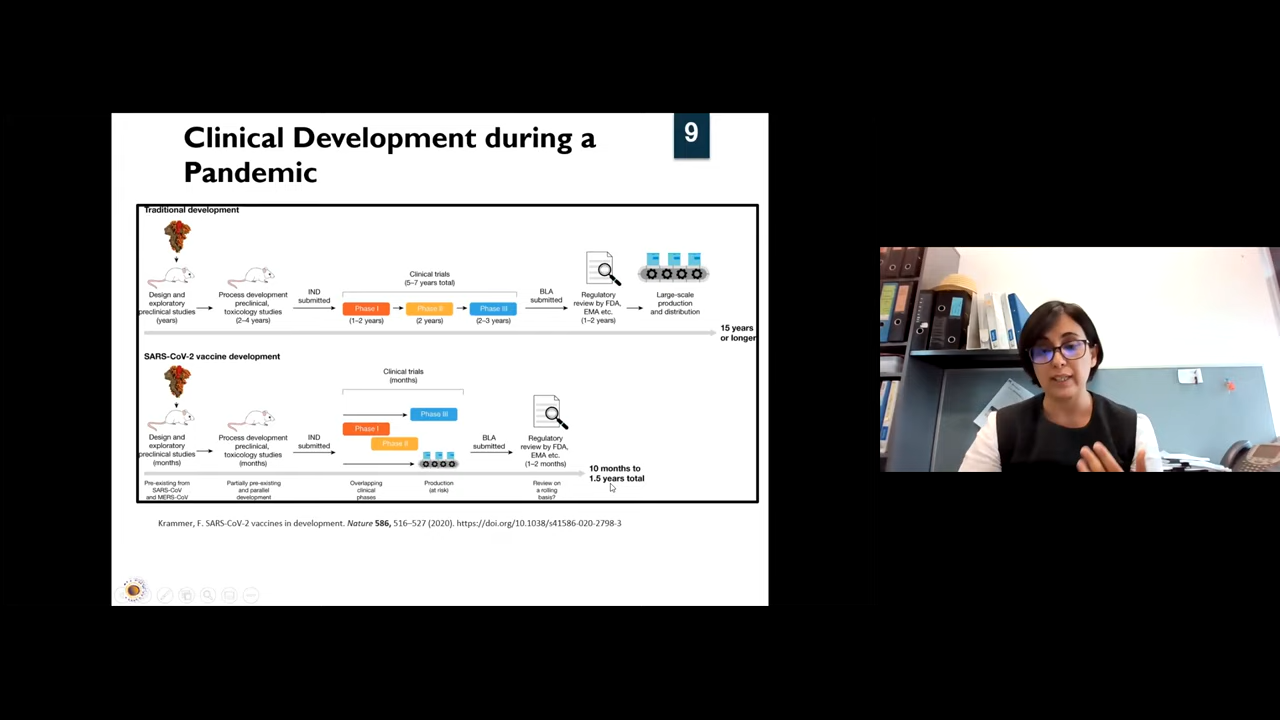 Clinical Development during a
Pandemic
9
Traditional development
Design and
exploratory
preclinical studies
(years)
Process development
preclinical,
toxicology studies
(2–4 years)
IND
submitted
Clinical trials
(5–7 years total)
Phase I
(1–2 years)
Phase II
(2 years)
Phase III
(2–3 years)
BLA
submitted
Regulatory
review by FDA,
EMA etc.
(1–2 years)
Large-scale
production
and distribution
15 years
or longer
SARS-CoV-2 vaccine development
Design and
exploratory
preclinical studies
(months)
Process development
preclinical,
toxicology studies
(months)
IND
submitted
Clinical trials
(months)
Phase III
Phase I
Phase II
BLA
submitted
Regulatory
review by FDA,
EMA etc.
(1–2 months)
10 months to
1.5 years total
Pre-existing from
SARS-CoV
and MERS-CoV
Partially pre-existing
and parallel
development
Overlapping
clinical
phases
Production
(at risk)
Review on
a rolling
basis?
Krammer, F. SARS-CoV-2 vaccines in development. Nature 586, 516–527 (2020). https://doi.org/10.1038/s41586-020-2798-3